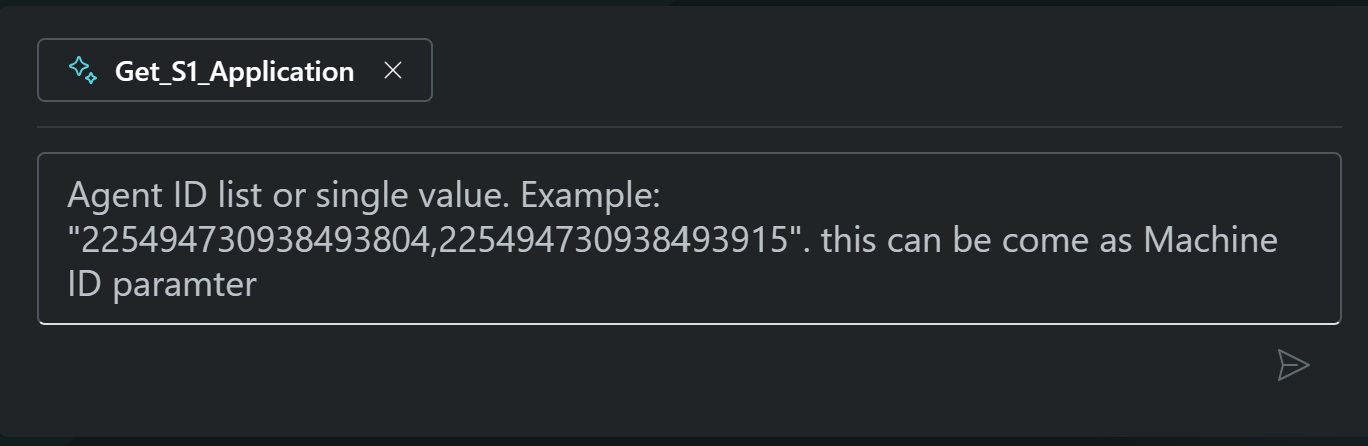 Get_S1_Application
Agent ID list or single value. Example:
"225494730938493804,225494730938493915". this can be come as Machine
ID paramter